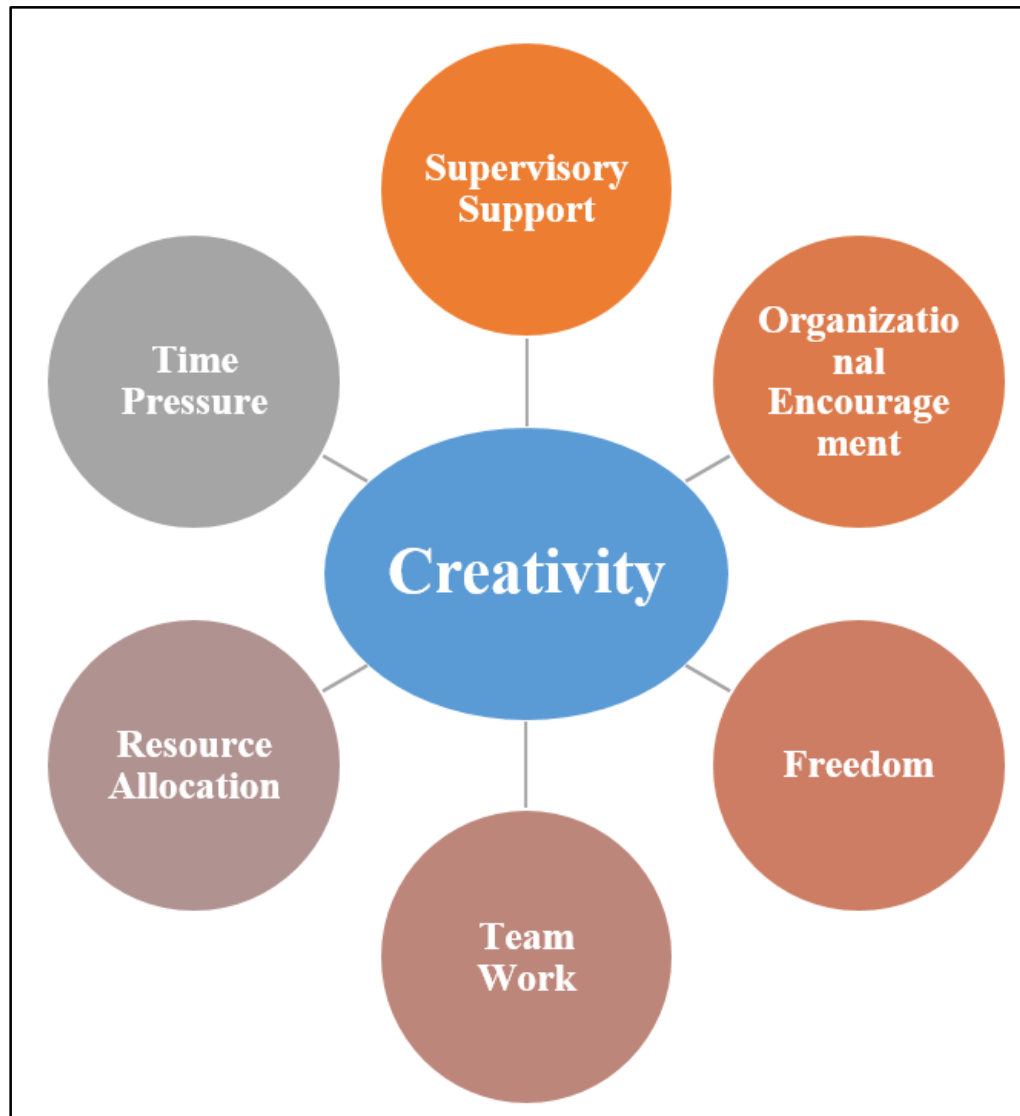 Supervisory
Support
Organizatio
nal
Encourage
ment
Time
Pressure
Creativity
Resource
Allocation
Freedom
Team
Work